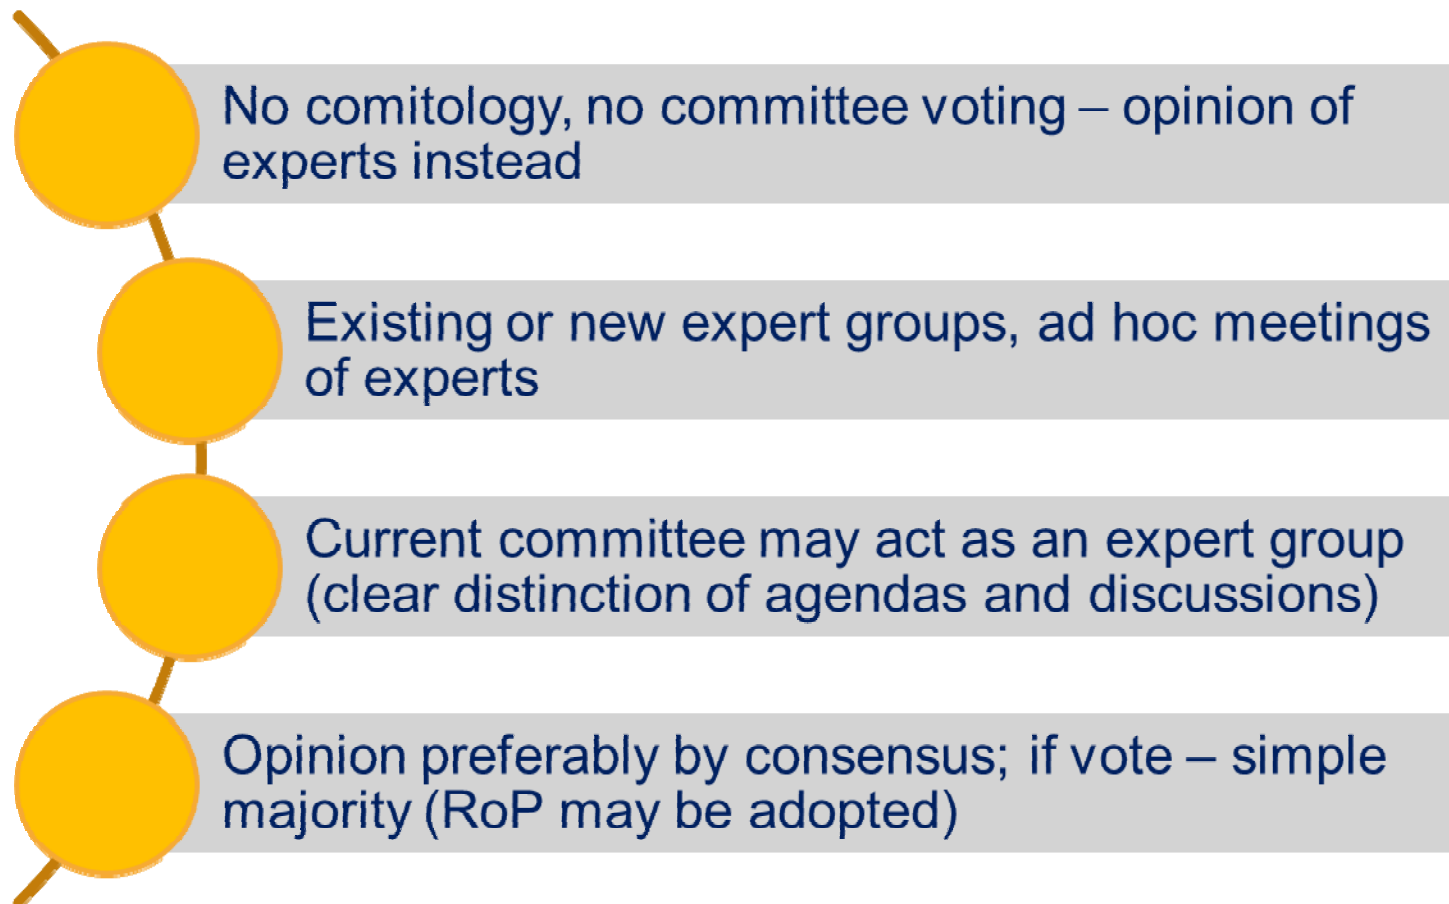 No comitology, no committee voting – opinion of
experts instead
Existing or new expert groups, ad hoc meetings
of experts
Current committee may act as an expert group
(clear distinction of agendas and discussions)
Opinion preferably by consensus; if vote – simple
majority (RoP may be adopted)